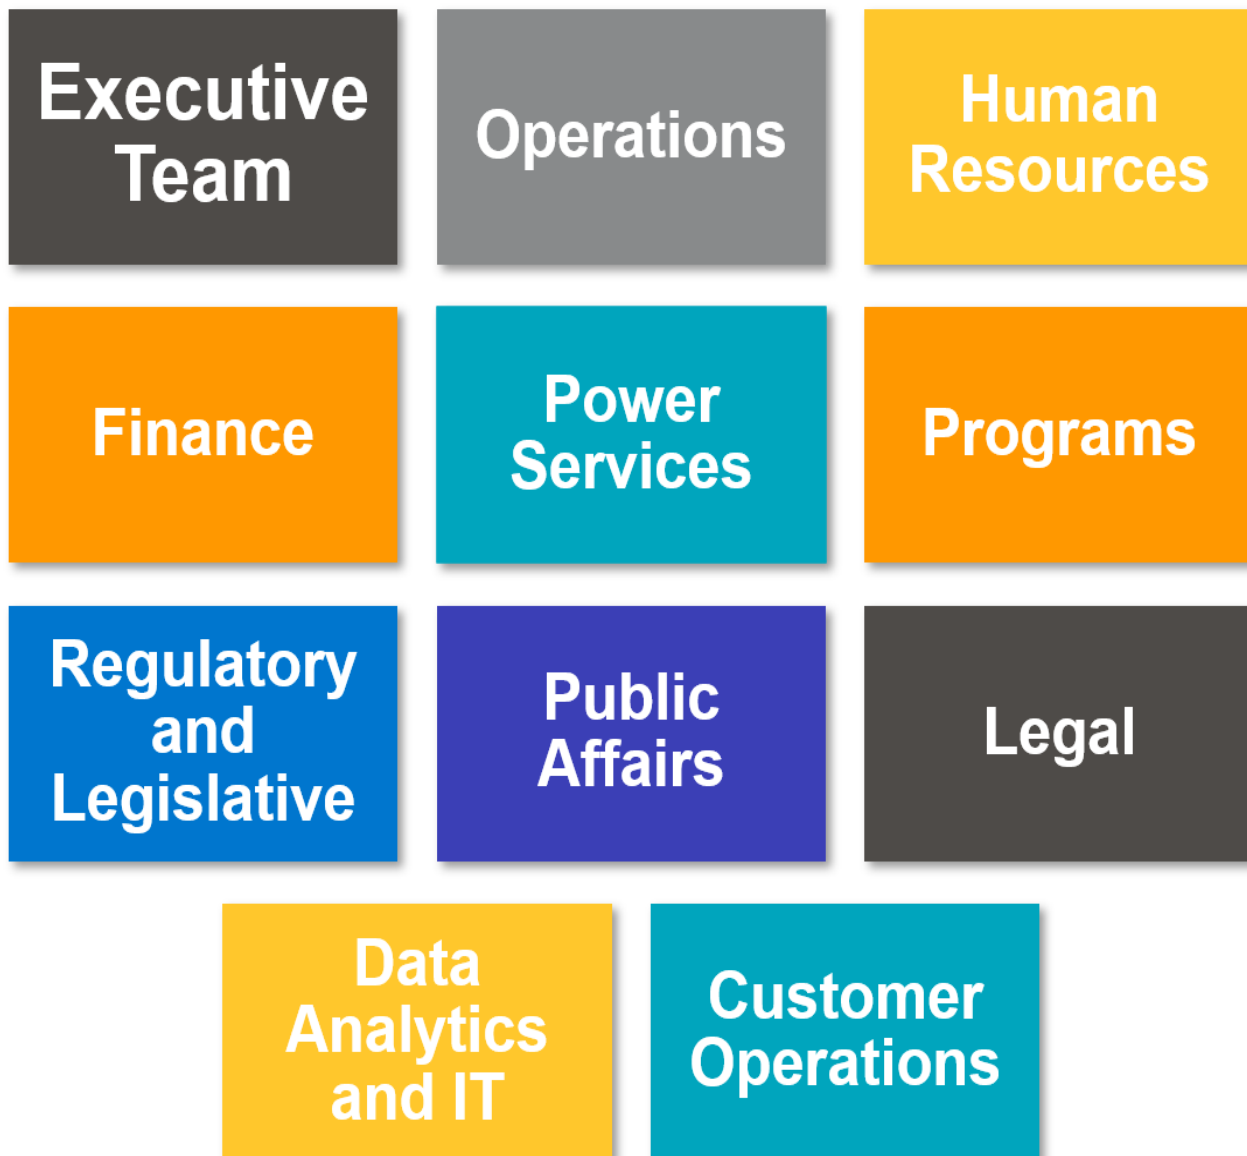 Executive
Team
Operations
Human
Resources
Finance
Power
Services
Programs
Regulatory
and
Legislative
Public
Affairs
Legal
Data
Analytics
and IT
Customer
Operations